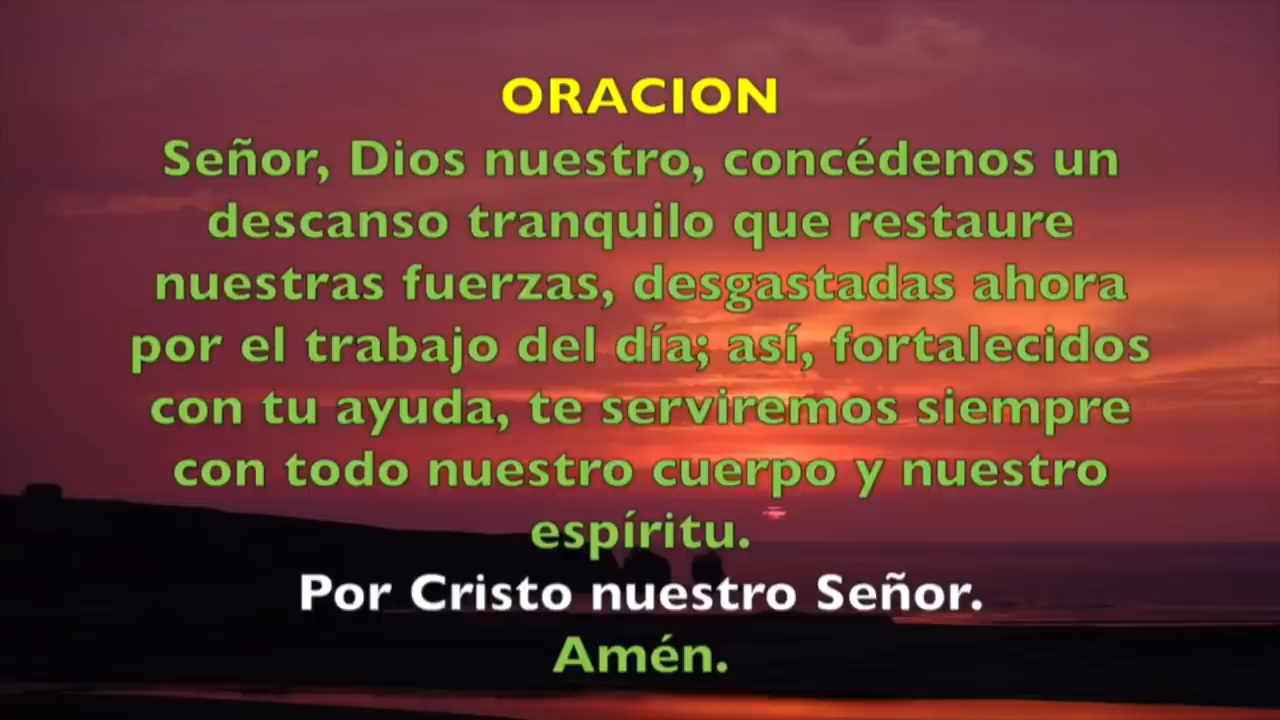 ORACION
Señor, Dios nuestro, concédenos un
descanso tranquilo que restaure
nuestras fuerzas, desgastadas ahora
por el trabajo del día; así, fortalecidos
con tu ayuda, te serviremos siempre
con todo nuestro cuerpo y nuestro
espíritu.
Por Cristo nuestro Señor.
Amén.